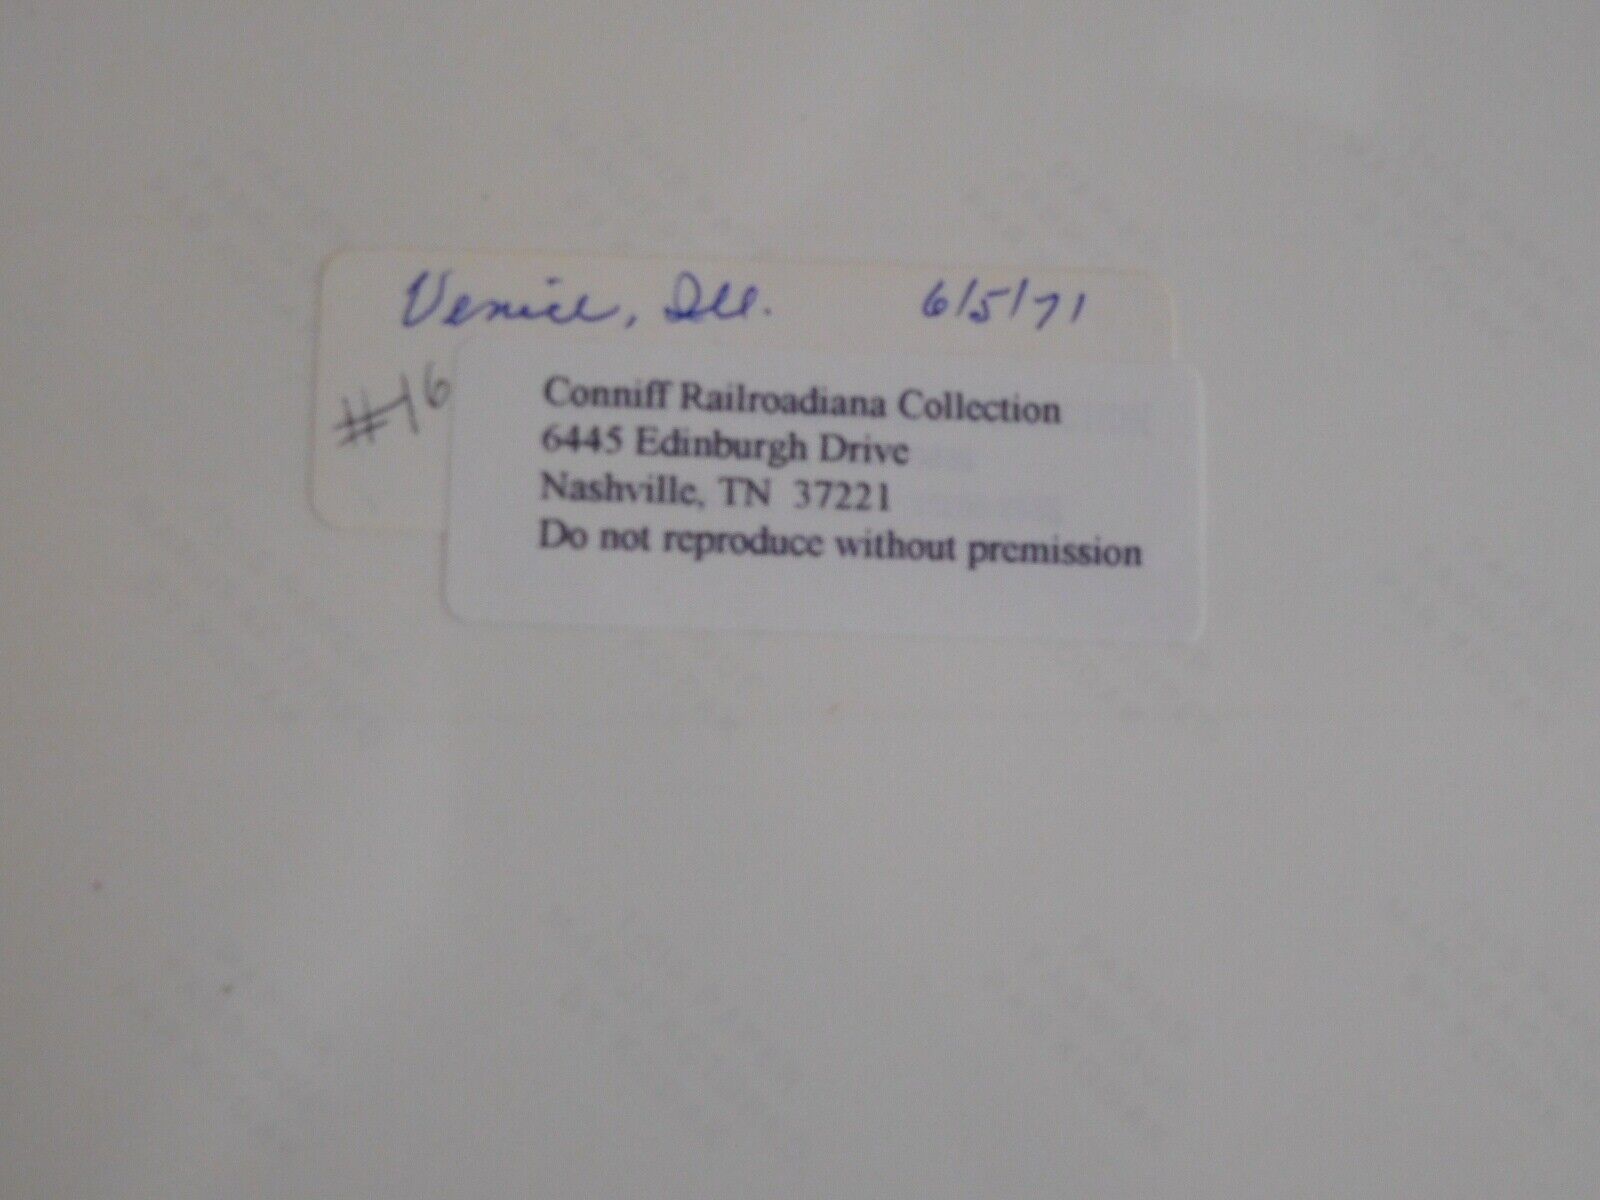 Venice, Ill. 6/5/71
#16
Conniff Railroadiana Collection
6445 Edinburgh Drive
Nashville, TN 37221
Do not reproduce without premission